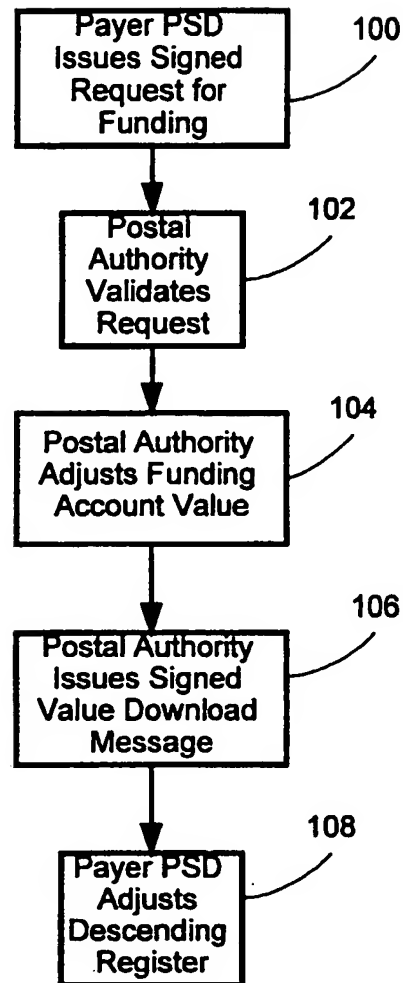 Payer PSD
Issues Signed
Request for
Funding
100
Postal
Authority
Validates
Request
102
Postal Authority
Adjusts Funding
Account Value
104
Postal Authority
Issues Signed
Value Download
Message
106
Payer PSD
Adjusts
Descending
Register
108